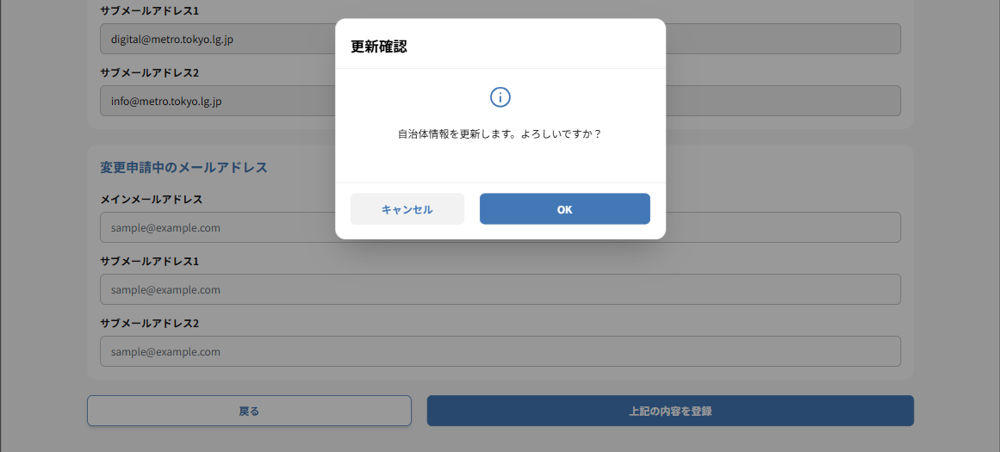 サブメールアドレス1
digital@metro.tokyo.lg.jp
サブメールアドレス2
info@metro.tokyo.lg.jp
更新確認
自治体情報を更新します。よろしいですか？
キャンセル
OK
変更申請中のメールアドレス
メインメールアドレス
sample@example.com
サブメールアドレス1
sample@example.com
サブメールアドレス2
sample@example.com
戻る
上記の内容を登録